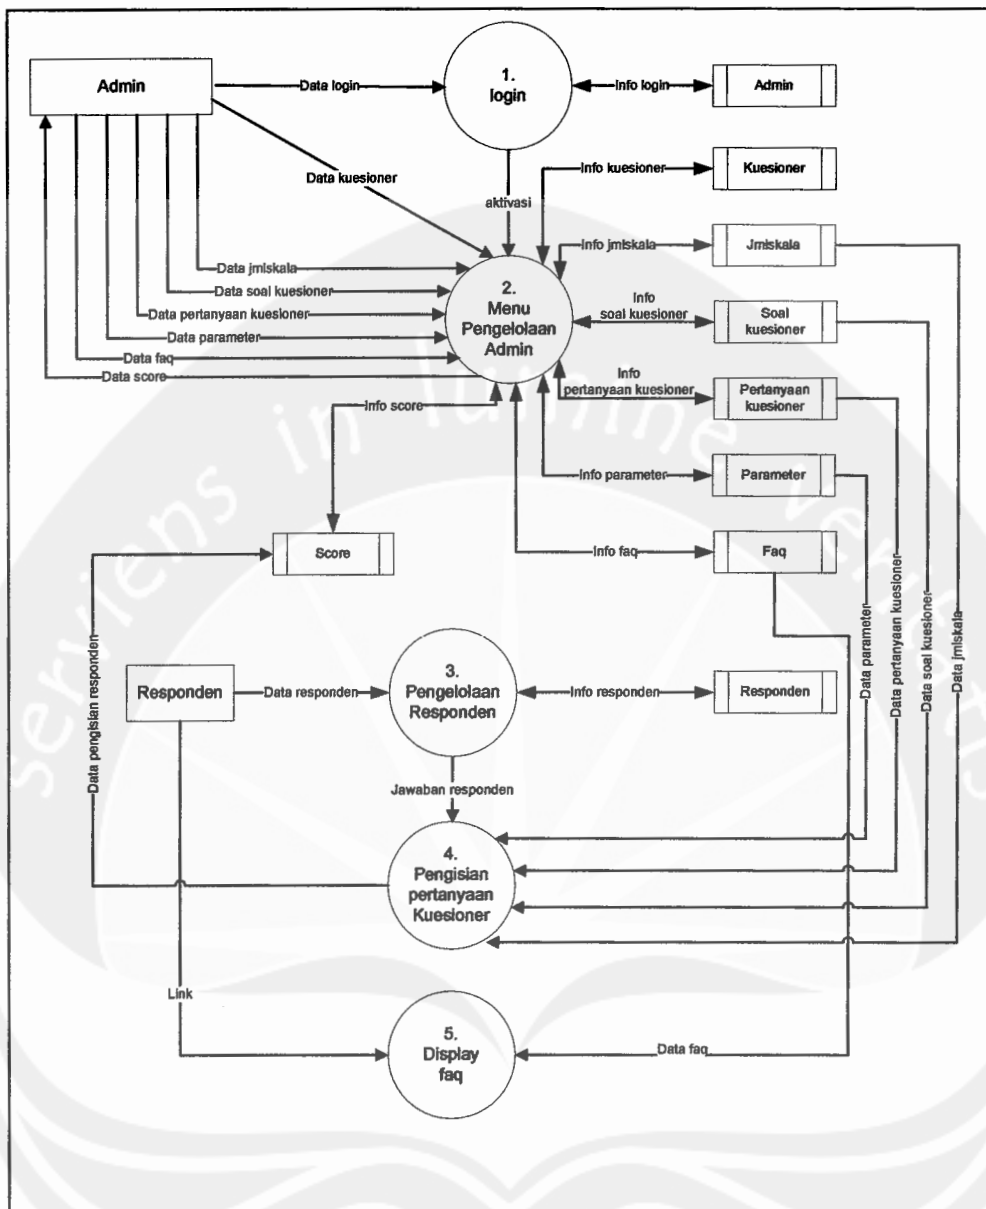 Admin
Data login
1.
login
Info login
Admin
Data kuesioner
aktivasi
Info kuesioner
Kuesioner
Info jmlskala
Jmlskala
Data jmlskala
Data soal kuesioner
Data pertanyaan kuesioner
Data parameter
Data faq
Data score
2.
Menu
Pengelolaan
Admin
Info
soal kuesioner
Soal
kuesioner
Info
pertanyaan kuesioner
Pertanyaan
kuesioner
Info score
Info parameter
Parameter
Score
Info faq
Faq
Data pengisian responden
Data parameter
Data pertanyaan kuesioner
Data soal kuesioner
Data jmlskala
Responden
Data responden
3.
Pengelolaan
Responden
Info responden
Responden
Jawaban responden
4.
Pengisian
pertanyaan
Kuesioner
Link
5.
Display
faq
Data faq
serviens in lumine veritatis